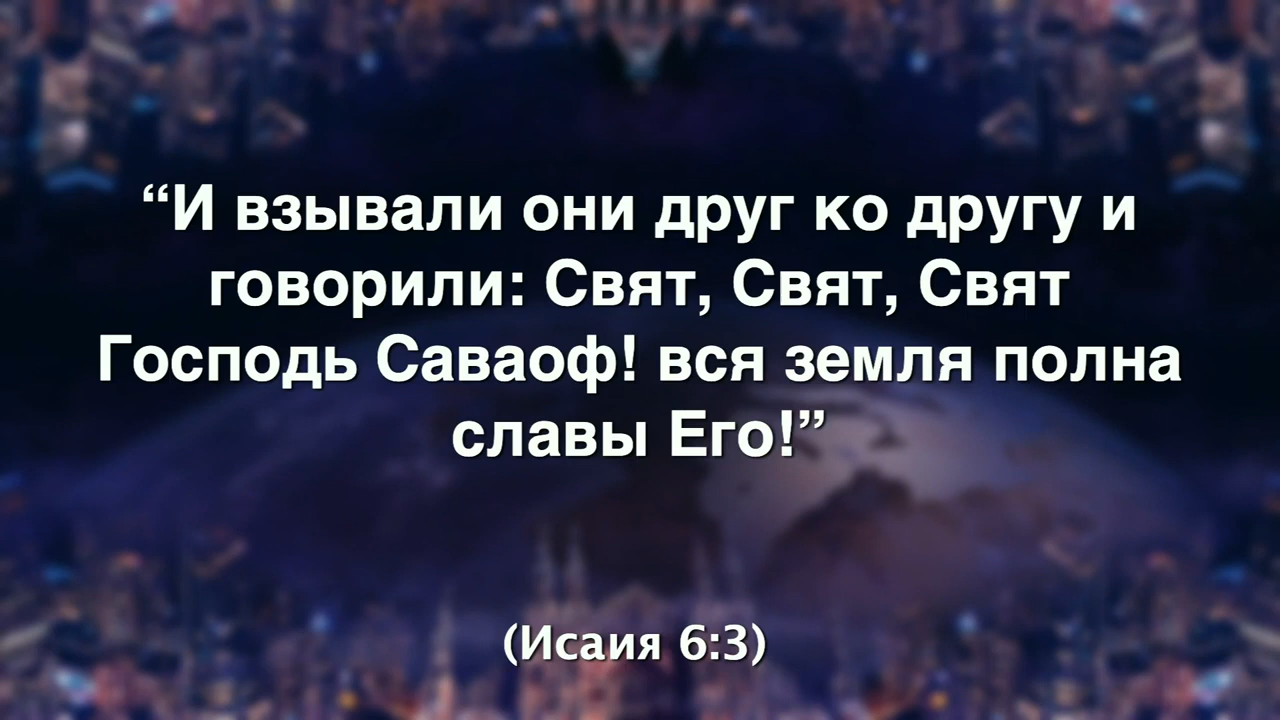 “И взывали они друг ко другу и
говорили: Свят, Свят, Свят
Господь Саваоф! вся земля полна
славы Его!”
(Исаия 6:3)